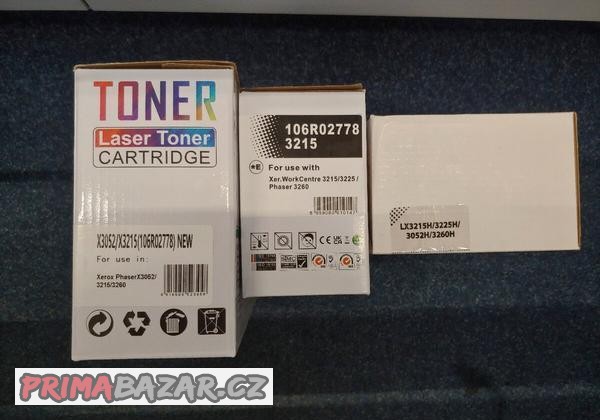 TONER
Laser Toner
CARTRIDGE
X3052/X3215(106R02778) NEW
For use in:
Xerox PhaserX3052/
3215/3260
106R02778
3215
For use with
Xer.WorkCentre 3215/3225 /
Phaser 3260
LX3215H/3225H/
3052H/3260H
PRIMABAZAR.CZ